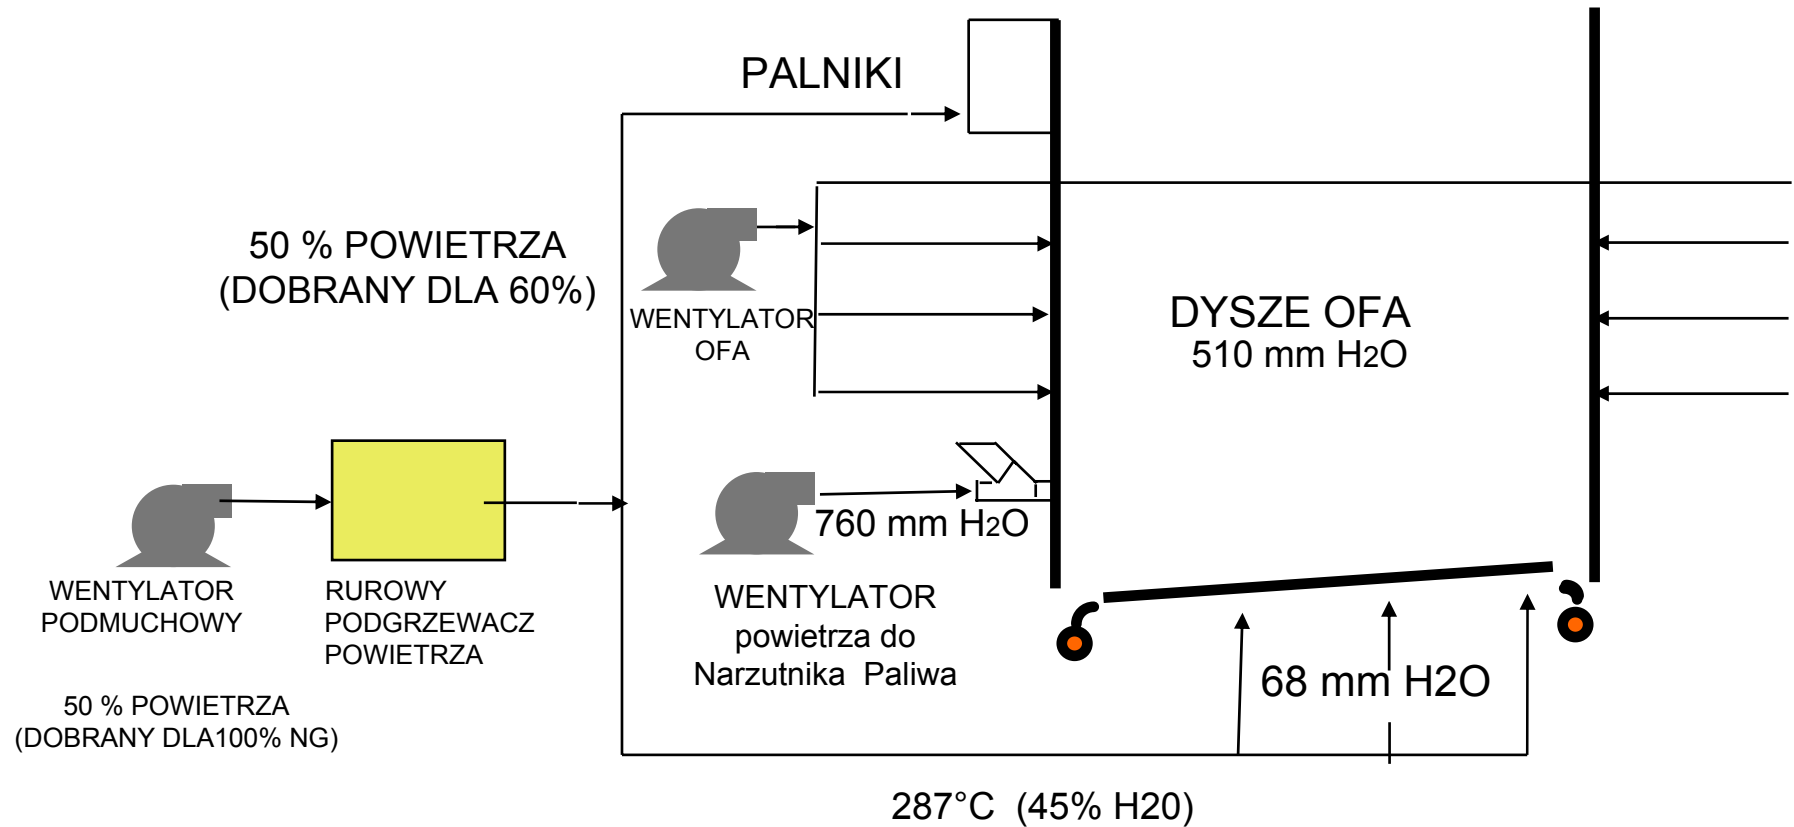 PALNIKI
50 % POWIETRZA
(DOBRANY DLA 60%)
WENTYLATOR
OFA
DYSZE OFA
510 mm H2O
760 mm H2O
WENTYLATOR
PODMUCHOWY
RUROWY
PODGRZEWACZ
POWIETRZA
WENTYLATOR
powietrza do
Narzutnika Paliwa
68 mm H2O
50 % POWIETRZA
(DOBRANY DLA100% NG)
287°C (45% H20)